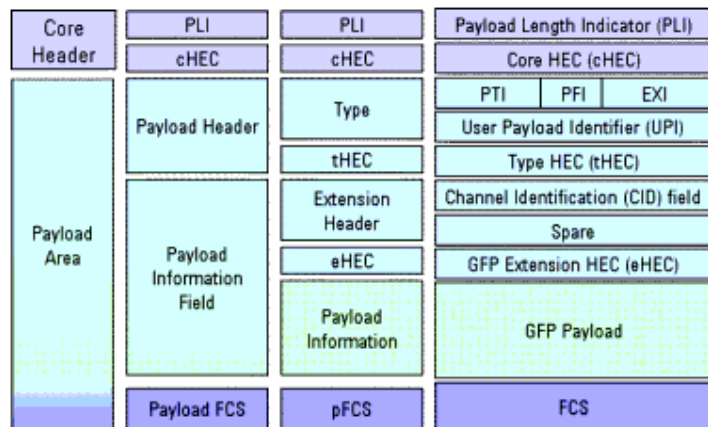 Core
Header
Payload
Area
PLI
cHEC
Payload Header
Payload
Information
Field
Payload FCS
PLI
cHEC
Type
tHEC
Extension
Header
eHEC
Payload
Information
pFCS
Payload Length Indicator (PLI)
Core HEC (cHEC)
PTI PFI EXI
User Payload Identifier (UPI)
Type HEC (tHEC)
Channel Identification (CID) field
Spare
GFP Extension HEC (eHEC)
GFP Payload
FCS